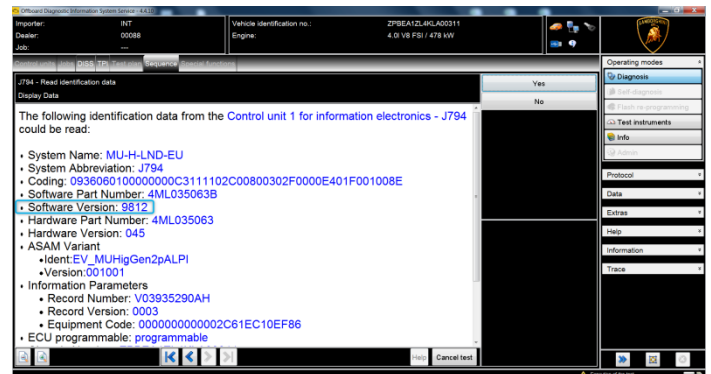 Offboard Diagnostic Information System Service - 4.4.10
Importer: INT
Dealer: 00088
Job: ---
Vehicle identification no.: ZPBEA1ZL4KLA00311
Engine: 4.0l V8 FSI / 478 kW
Control units Jobs DISS TPI Test plan Sequence Special functions
J794 - Read identification data
Display Data
The following identification data from the Control unit 1 for information electronics - J794
could be read:
• System Name: MU-H-LND-EU
• System Abbreviation: J794
• Coding: 0936060100000000C3111102C00800302F0000E401F001008E
• Software Part Number: 4ML035063B
• Software Version: 9812
• Hardware Part Number: 4ML035063
• Hardware Version: 045
• ASAM Variant
•Ident:EV_MUHigGen2pALPI
•Version:001001
• Information Parameters
• Record Number: V03935290AH
• Record Version: 0003
• Equipment Code: 0000000000002C61EC10EF86
• ECU programmable: programmable
Yes
No
Help
Cancel test
Operating modes
Diagnosis
Self-diagnosis
Flash re-programming
Test instruments
Info
Admin
Protocol
Data
Extras
Help
Information
Trace